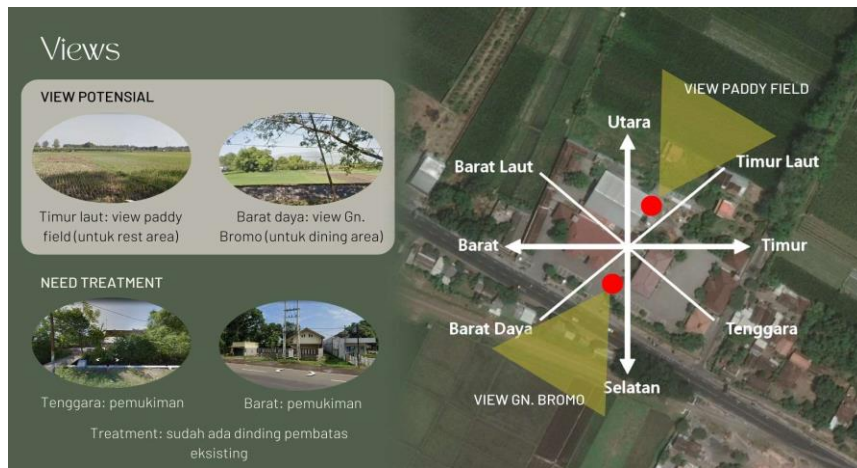 Views
VIEW POTENSIAL
Timur laut: view paddy
field (untuk rest area)
Barat daya: view Gn.
Bromo (untuk dining area)
NEED TREATMENT
Tenggara: pemukiman
Barat: pemukiman
Treatment: sudah ada dinding pembatas
eksisting
VIEW PADDY FIELD
Utara
Barat Laut
Timur Laut
Barat
Timur
Barat Daya
Tenggara
Selatan
VIEW GN. BROMO